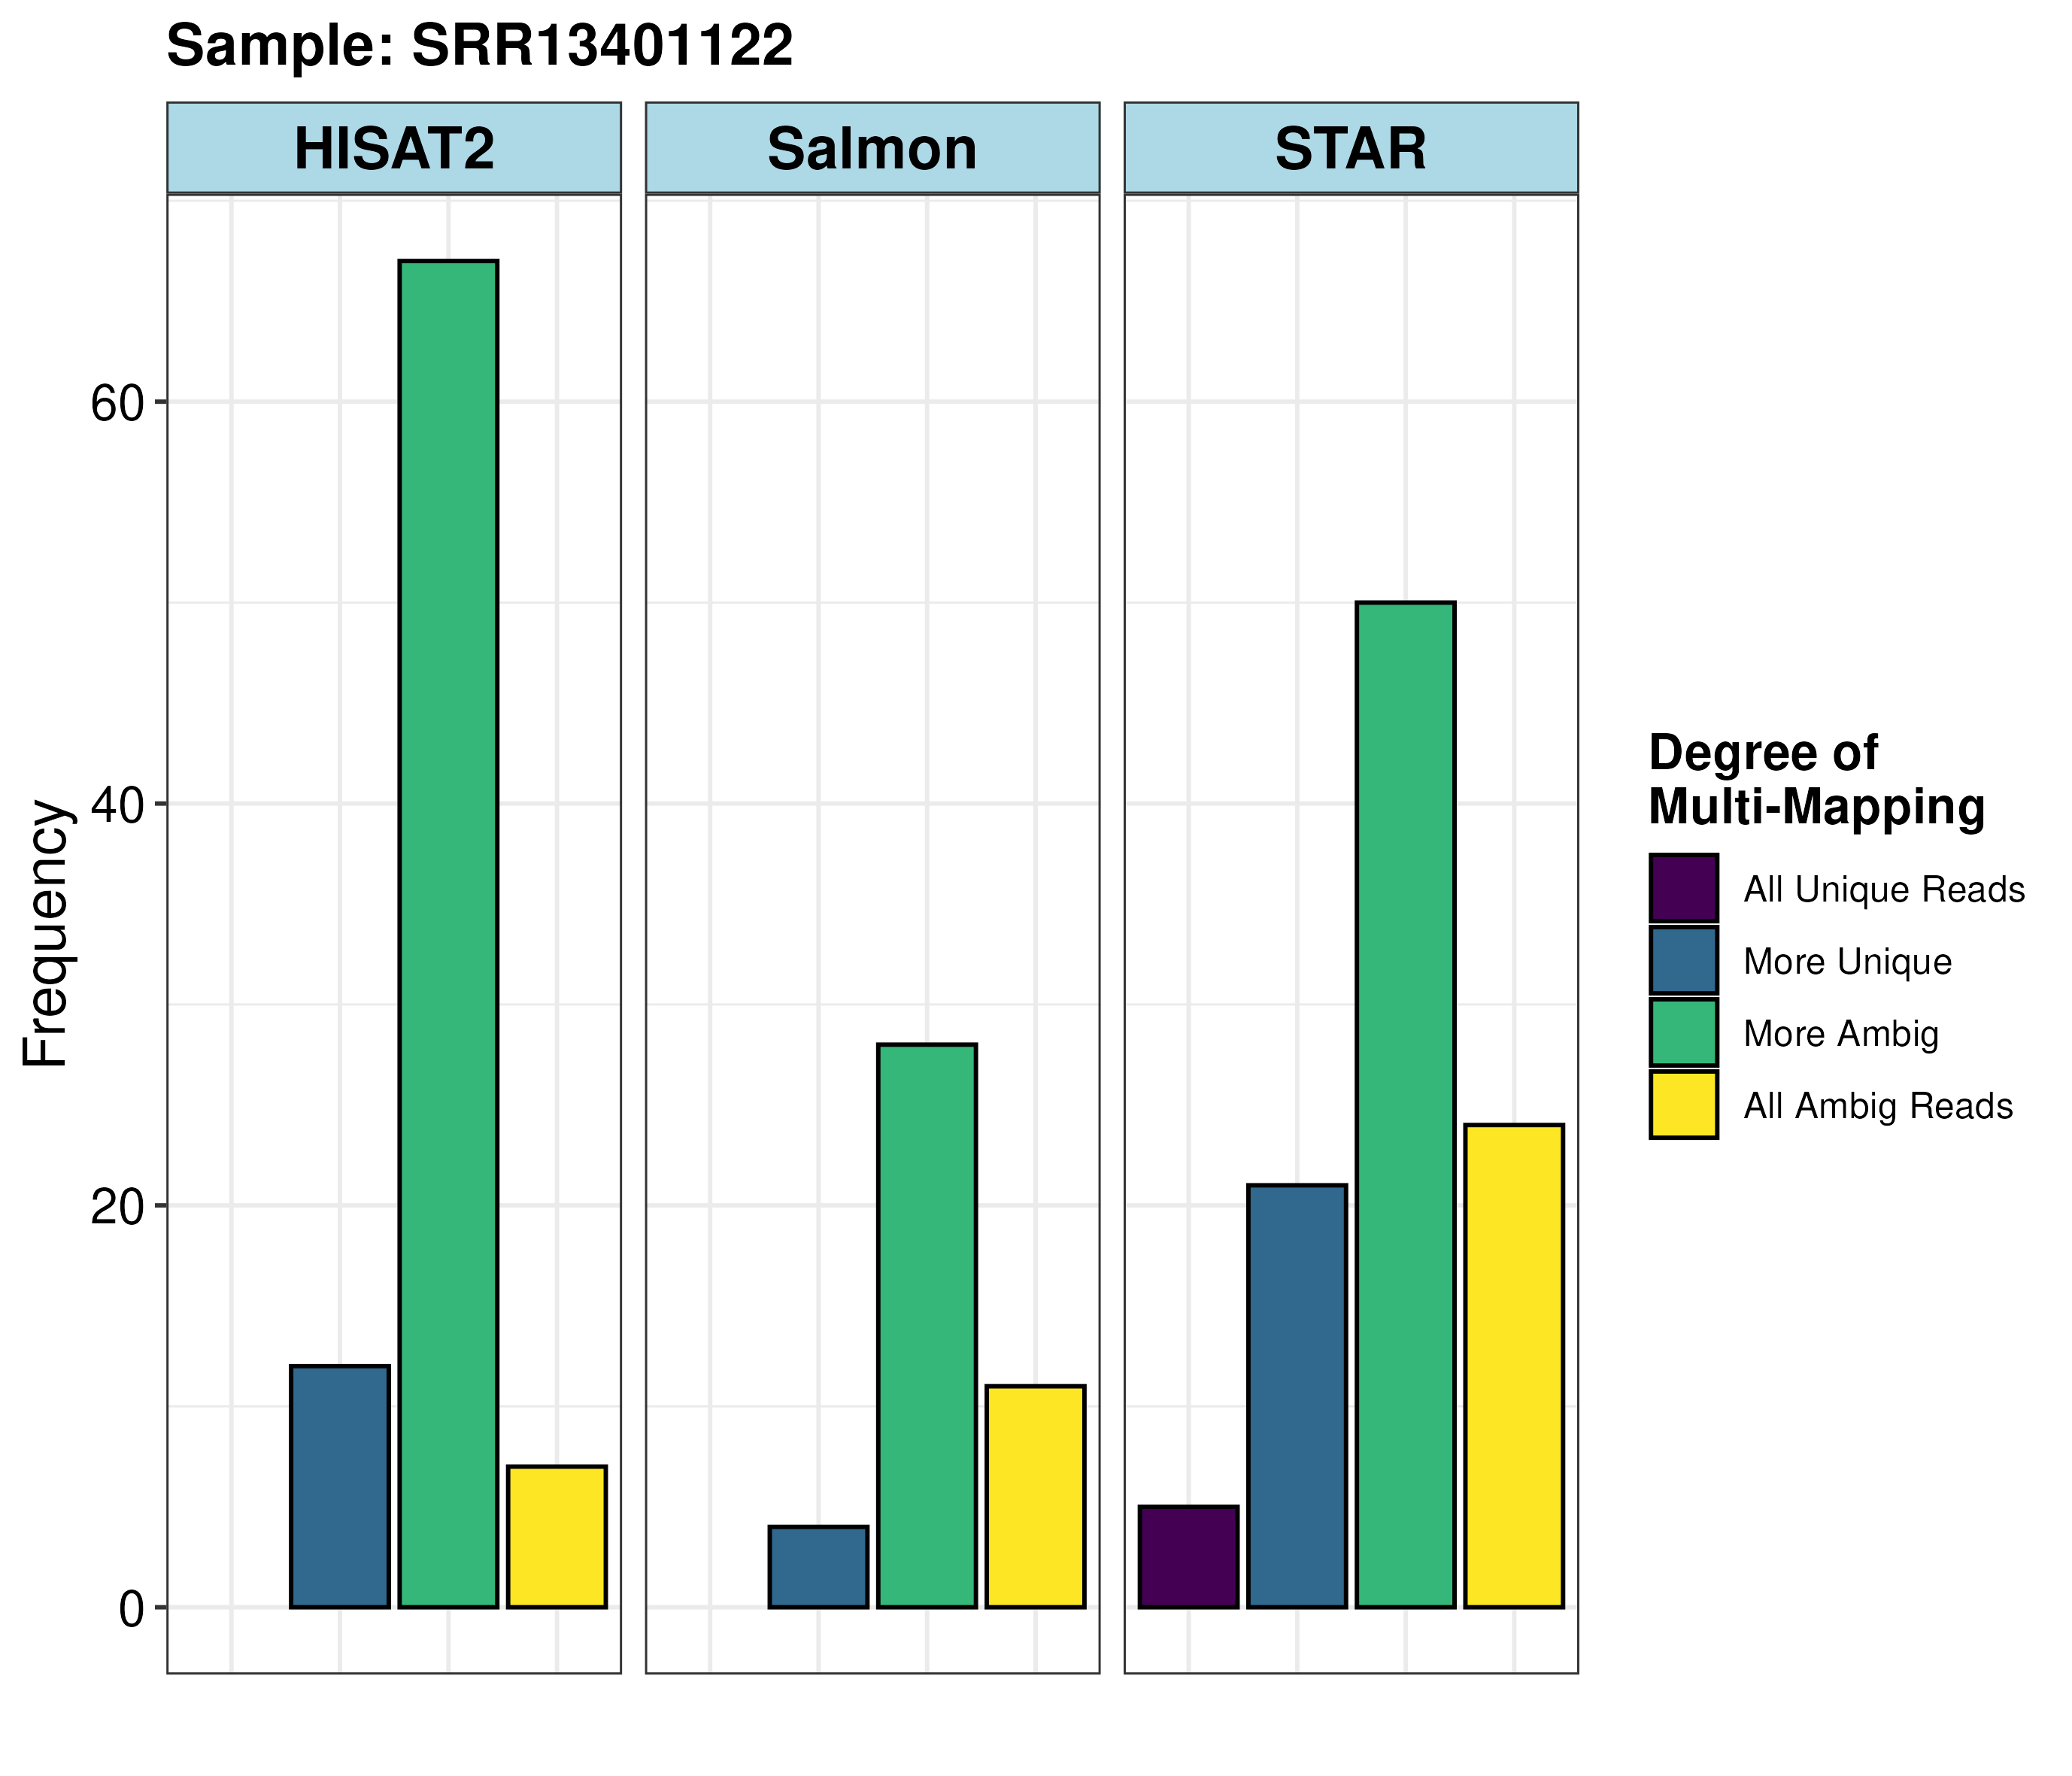 Sample: SRR13401122
HISAT2
Salmon
STAR
60
40
20
0
Frequency
Degree of
Multi-Mapping
All Unique Reads
More Unique
More Ambig
All Ambig Reads